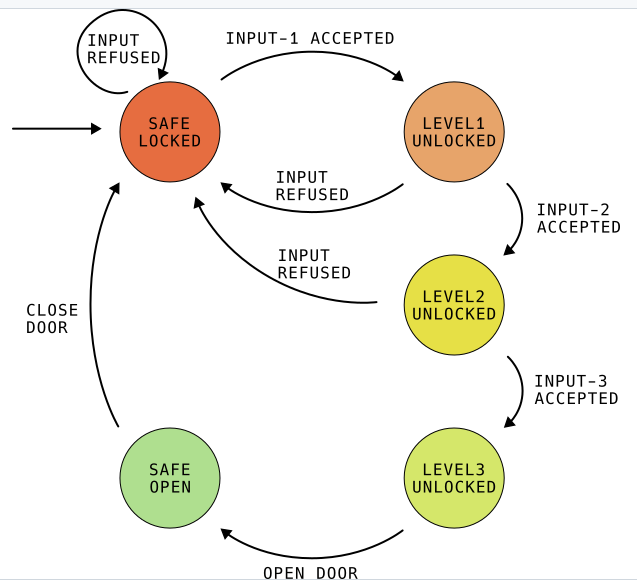 INPUT
REFUSED
INPUT-1 ACCEPTED
SAFE
LOCKED
LEVEL1
UNLOCKED
INPUT
REFUSED
INPUT-2
ACCEPTED
INPUT
REFUSED
LEVEL2
UNLOCKED
CLOSE
DOOR
INPUT-3
ACCEPTED
SAFE
OPEN
LEVEL3
UNLOCKED
OPEN DOOR